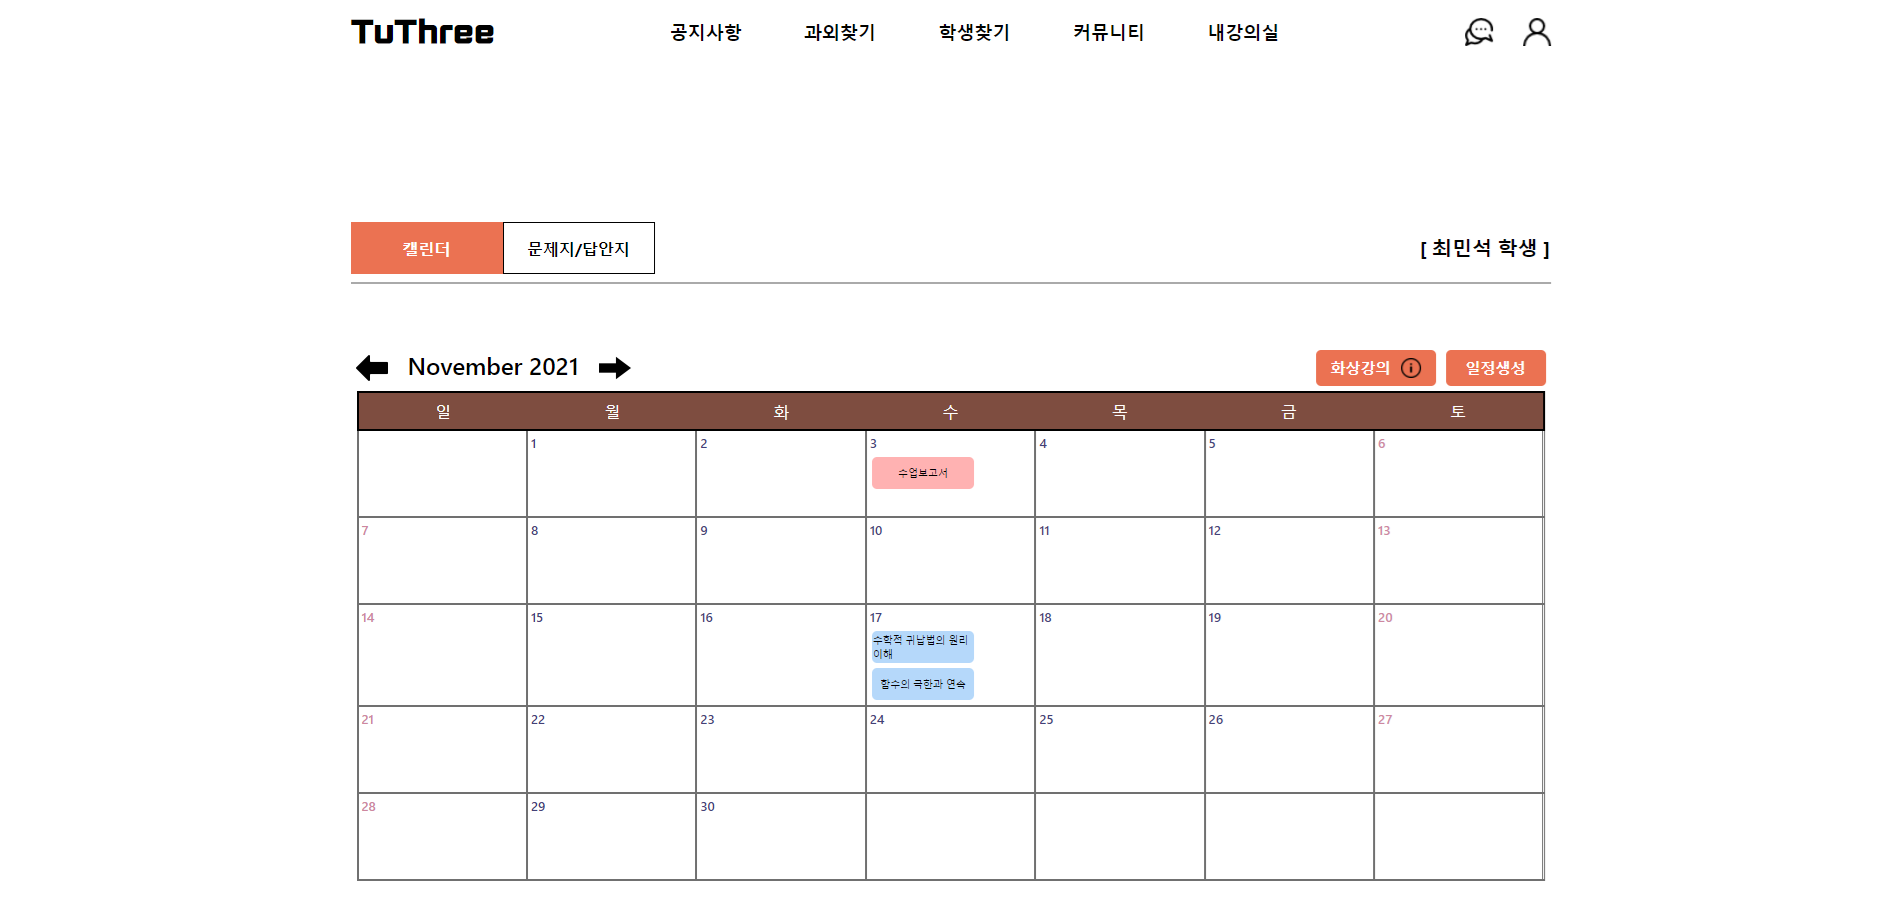 TuThree 공지사항 과외찾기 학생찾기 커뮤니티 내강의실
캘린더 문제지/답안지 [ 최민석 학생 ]
November 2021 화상강의 일정생성
일 월 화 수 목 금 토
1 2 3 4 5 6
수업보고서
7 8 9 10 11 12 13
14 15 16 17 18 19 20
수학적 귀납법의 원리
이해
함수의 극한과 연속
21 22 23 24 25 26 27
28 29 30